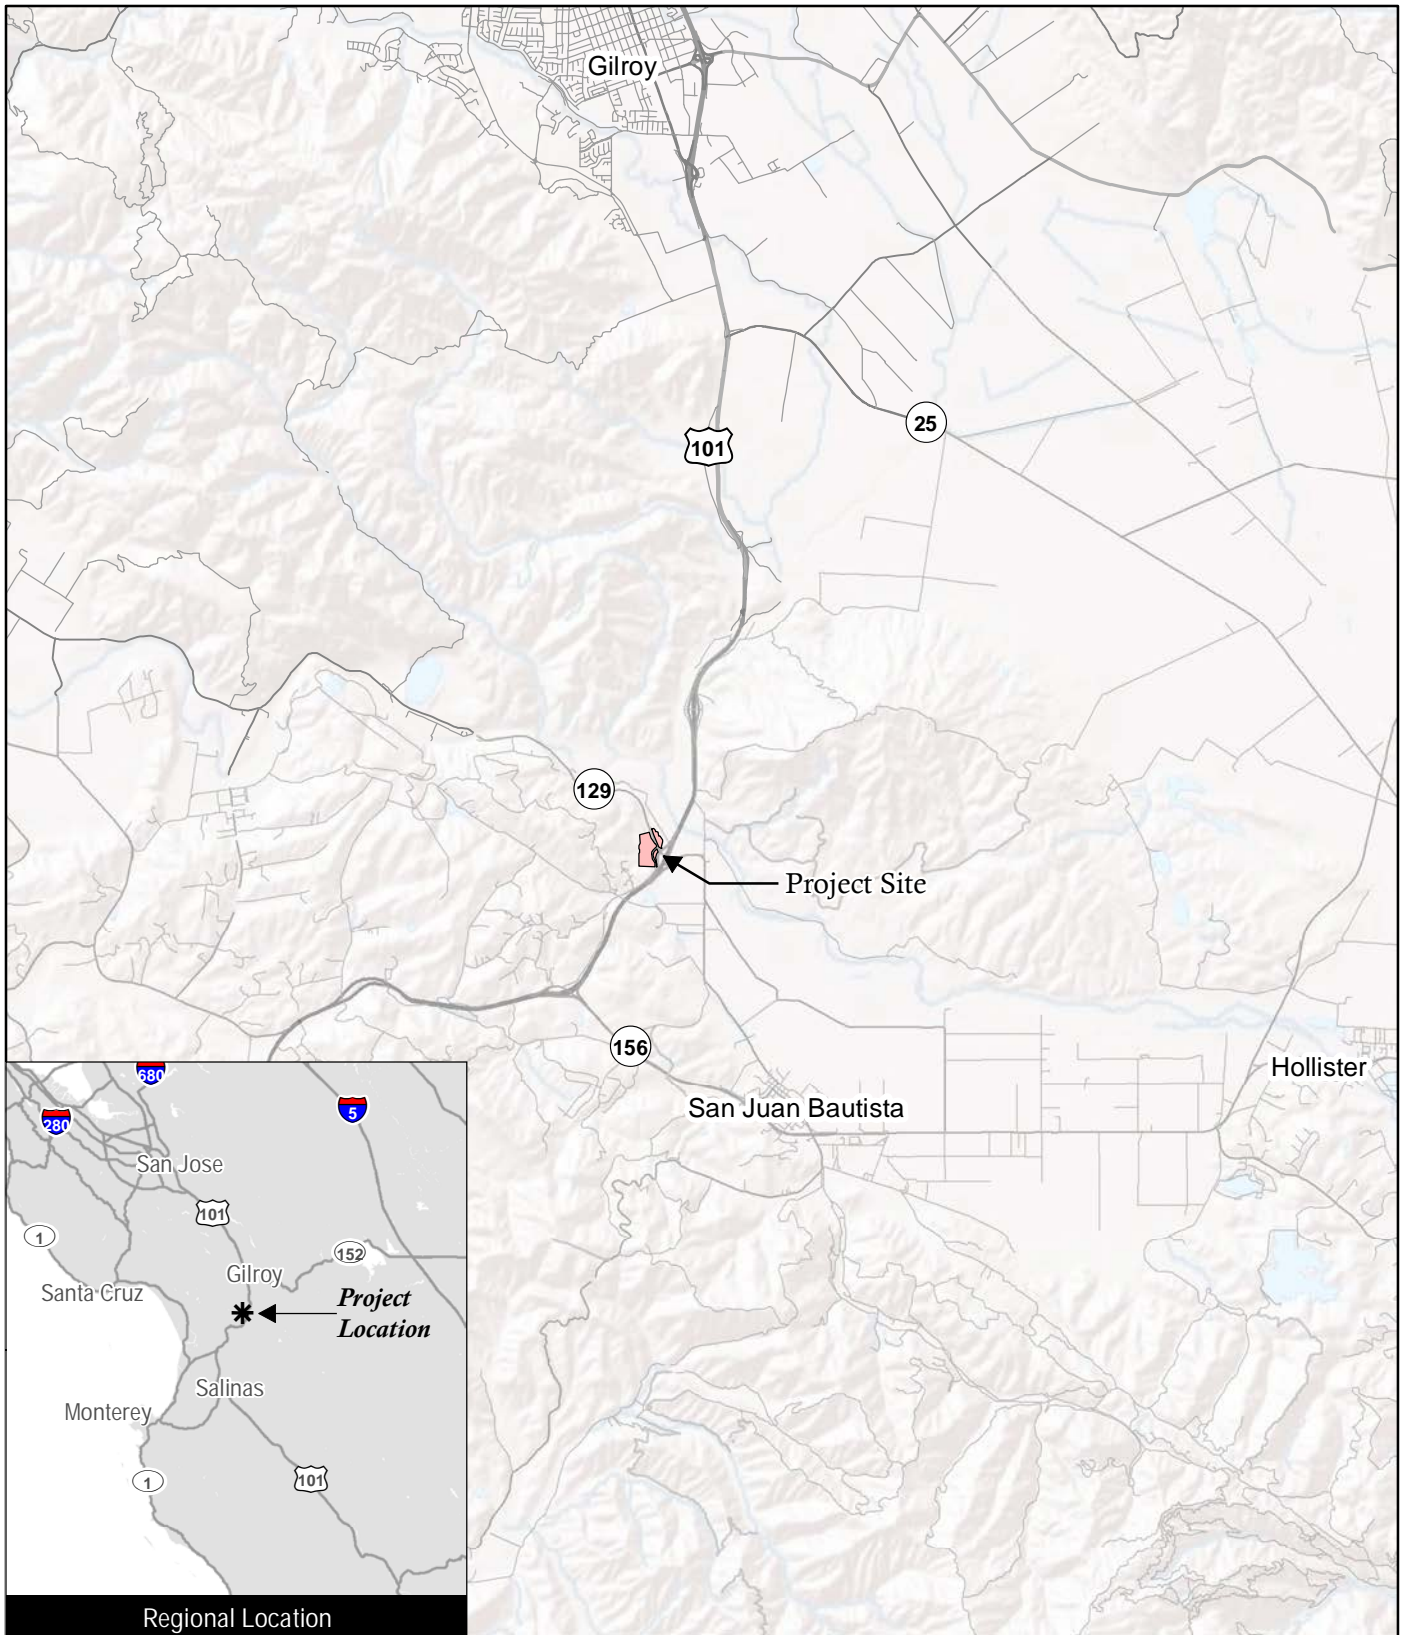 Gilroy
25
101
129
Project Site
156
Hollister
San Juan Bautista
680
280
5
San Jose
101
1
152
Gilroy
Santa Cruz
Project
Location
Salinas
Monterey
101
1
Regional Location